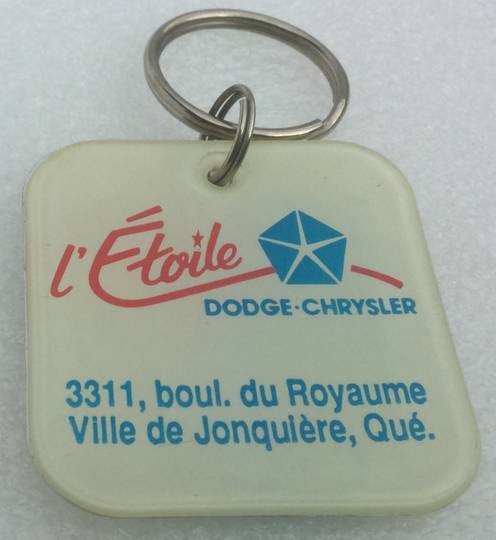 l'Étoile
DODGE·CHRYSLER
3311, boul. du Royaume
Ville de Jonquière, Qué.